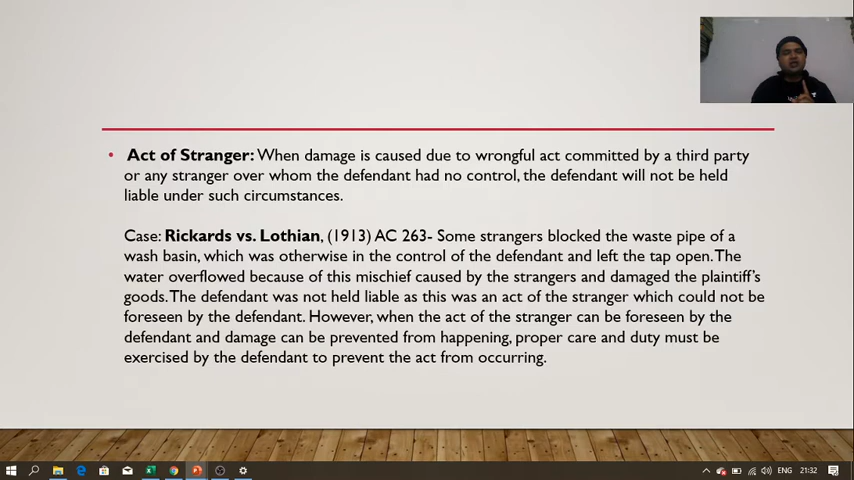 • Act of Stranger: When damage is caused due to wrongful act committed by a third party
or any stranger over whom the defendant had no control, the defendant will not be held
liable under such circumstances.
Case: Rickards vs. Lothian, (1913) AC 263- Some strangers blocked the waste pipe of a
wash basin, which was otherwise in the control of the defendant and left the tap open. The
water overflowed because of this mischief caused by the strangers and damaged the plaintiff's
goods. The defendant was not held liable as this was an act of the stranger which could not be
foreseen by the defendant. However, when the act of the stranger can be foreseen by the
defendant and damage can be prevented from happening, proper care and duty must be
exercised by the defendant to prevent the act from occurring.
ENG 21:32